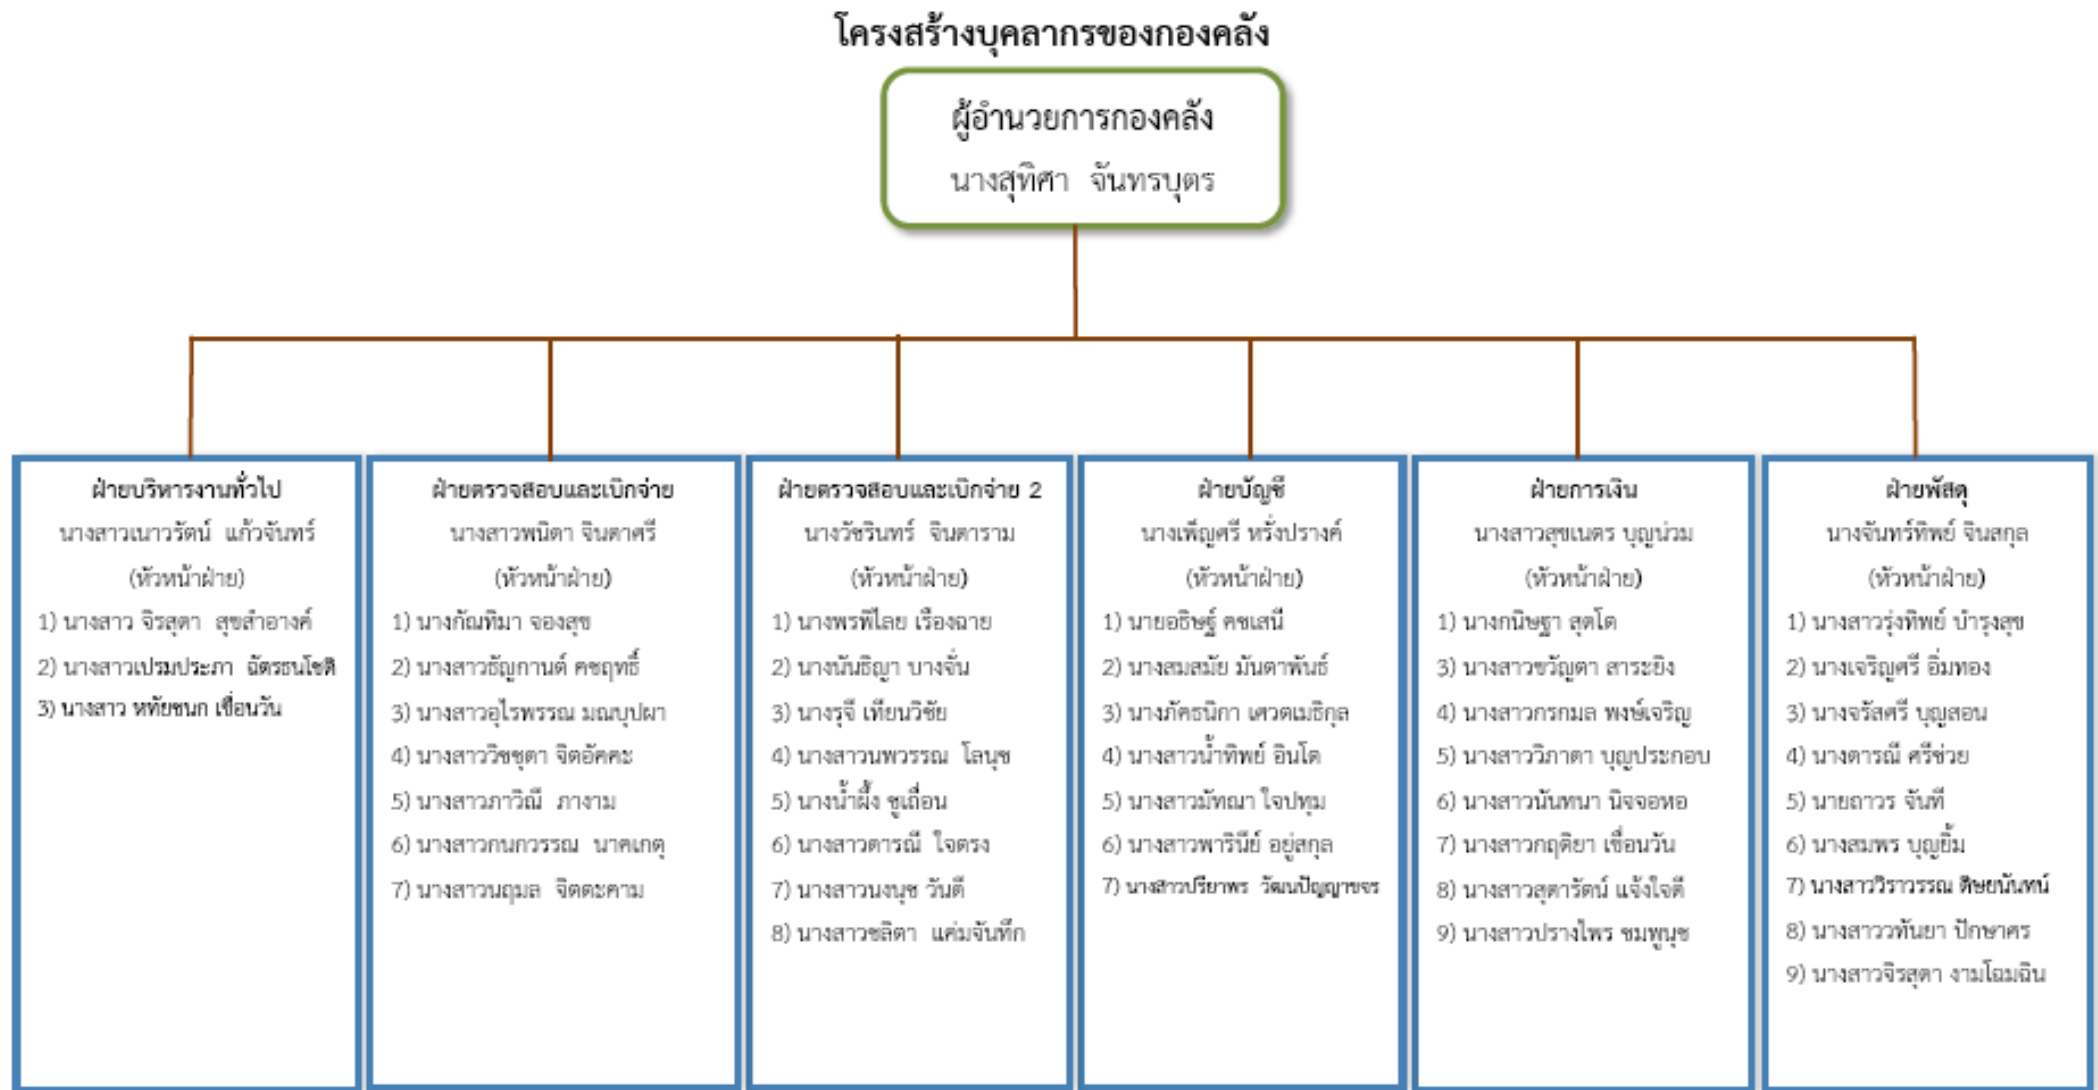 โครงสร้างบุคลากรของกองคลัง
ผู้อำนวยการกองคลัง
นางสุทิศา จันทรบุตร
ฝ่ายบริหารงานทั่วไป
นางสาวเนาวรัตน์ แก้วจันทร์
(หัวหน้าฝ่าย)
1) นางสาว จิรสุดา สุขสำอางค์
2) นางสาวเปรมประภา ฉัตรธนโชติ
3) นางสาว หทัยชนก เขื่อนวัน
ฝ่ายตรวจสอบและเบิกจ่าย
นางสาวพนิดา จินดาศรี
(หัวหน้าฝ่าย)
1) นางกัณทิมา จองสุข
2) นางสาวธัญกานต์ คชฤทธิ์
3) นางสาวอุไรพรรณ มณบุปผา
4) นางสาววิชชุดา จิตอัคคะ
5) นางสาวภาวิณี ภางาม
6) นางสาวกนกวรรณ นาคเกตุ
7) นางสาวนฤมล จิตตะคาม
ฝ่ายตรวจสอบและเบิกจ่าย 2
นางวัชรินทร์ จินดาราม
(หัวหน้าฝ่าย)
1) นางพรพิไลย เรืองฉาย
2) นางนันธิญา บางจั่น
3) นางรุจี เทียนวิชัย
4) นางสาวนพวรรณ โลนุช
5) นางน้ำผึ้ง ชูเถื่อน
6) นางสาวดารณี ใจตรง
7) นางสาวนงนุช วันดี
8) นางสาวชลิตา แค่มจันทึก
ฝ่ายบัญชี
นางเพ็ญศรี หรั่งปรางค์
(หัวหน้าฝ่าย)
1) นายอธิษฐ์ คชเสนี
2) นางสมสมัย มันตาพันธ์
3) นางภัคธนิกา เศวตเมธิกุล
4) นางสาวน้ำทิพย์ อินโต
5) นางสาวมัทณา ใจปทุม
6) นางสาวพารินีย์ อยู่สกุล
7) นางสาวปรียาพร วัฒนปัญญาขจร
ฝ่ายการเงิน
นางสาวสุขเนตร บุญน่วม
(หัวหน้าฝ่าย)
1) นางกนิษฐา สุดโต
3) นางสาวขวัญตา สาระยิง
4) นางสาวกรกมล พงษ์เจริญ
5) นางสาววิภาดา บุญประกอบ
6) นางสาวนันทนา นิจจอหอ
7) นางสาวกฤติยา เขื่อนวัน
8) นางสาวสุดารัตน์ แจ้งใจดี
9) นางสาวปรางไพร ชมพูนุช
ฝ่ายพัสดุ
นางจันทร์ทิพย์ จินสกุล
(หัวหน้าฝ่าย)
1) นางสาวรุ่งทิพย์ บำรุงสุข
2) นางเจริญศรี อิ่มทอง
3) นางจรัสศรี บุญสอน
4) นางดารณี ศรีช่วย
5) นายถาวร จันที
6) นางสมพร บุญยิ้ม
7) นางสาววิราวรรณ ดิษยนันทน์
8) นางสาววทันยา ปักษาศร
9) นางสาวจิรสุดา งามโฉมฉิน